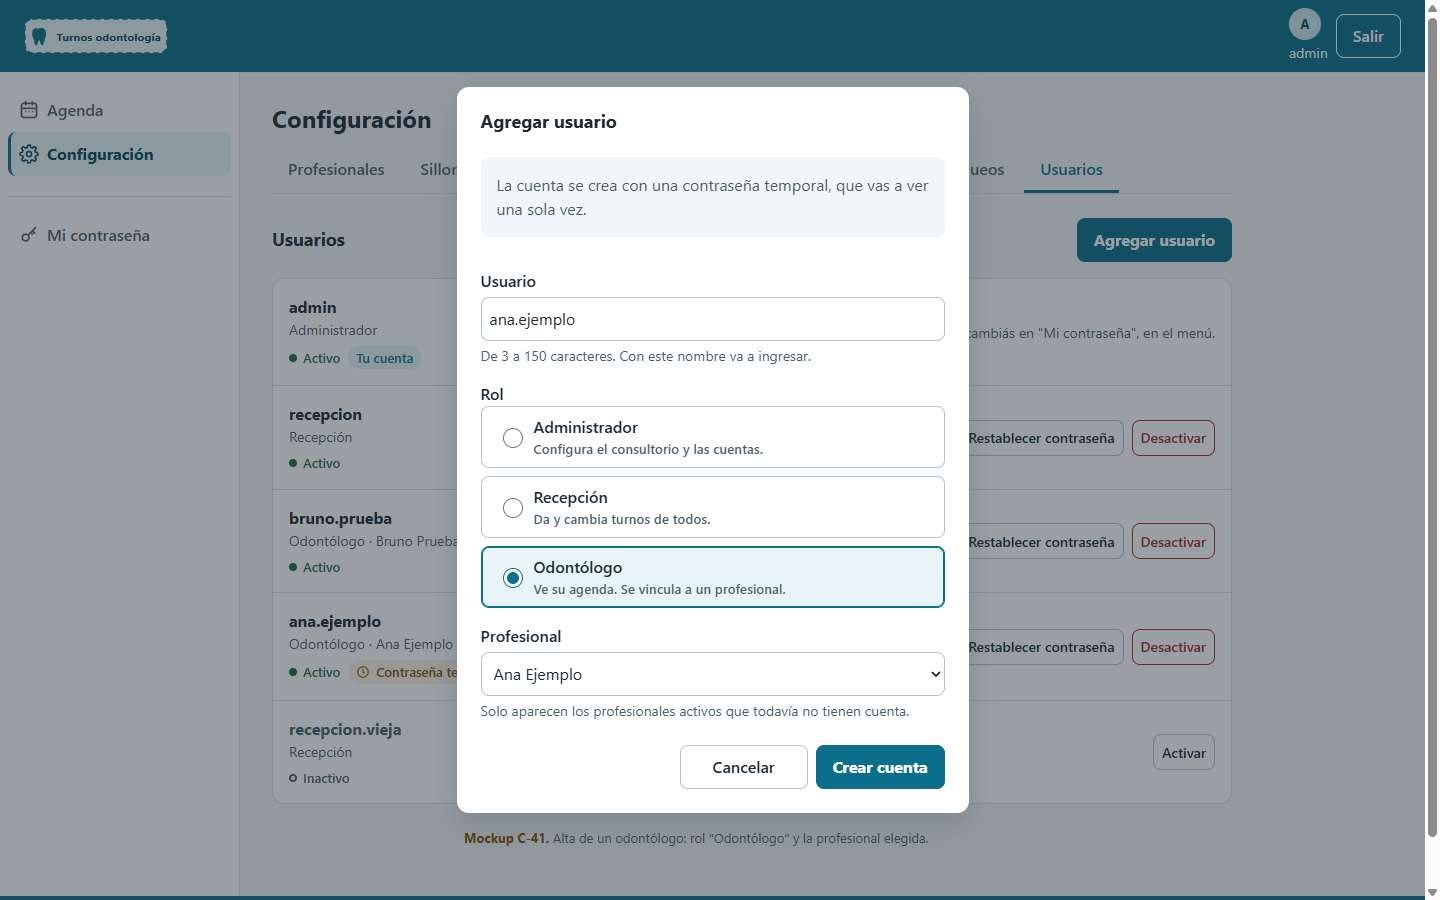 Turnos odontología
A
admin
Salir
Agenda
Configuración
Mi contraseña
Configuración
Profesionales
Usuarios
Usuarios
Agregar usuario
admin
Administrador
Activo
Tu cuenta
"Mi contraseña", en el menú.
recepcion
Recepción
Activo
Restablecer contraseña
Desactivar
bruno.prueba
Odontólogo · Bruno Prueba
Activo
Restablecer contraseña
Desactivar
ana.ejemplo
Odontólogo · Ana Ejemplo
Activo
Contraseña
Restablecer contraseña
Desactivar
recepcion.vieja
Recepción
Inactivo
Activar
Agregar usuario
La cuenta se crea con una contraseña temporal, que vas a ver
una sola vez.
Usuario
ana.ejemplo
De 3 a 150 caracteres. Con este nombre va a ingresar.
Rol
Administrador
Configura el consultorio y las cuentas.
Recepción
Da y cambia turnos de todos.
Odontólogo
Ve su agenda. Se vincula a un profesional.
Profesional
Ana Ejemplo
Solo aparecen los profesionales activos que todavía no tienen cuenta.
Cancelar
Crear cuenta
Mockup C-41. Alta de un odontólogo: rol "Odontólogo" y la profesional elegida.